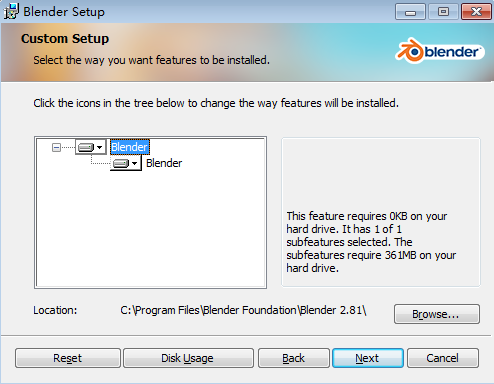 Blender Setup
Custom Setup
Select the way you want features to be installed.
blender
Click the icons in the tree below to change the way features will be installed.
Blender
Blender
This feature requires 0KB on your
hard drive. It has 1 of 1
subfeatures selected. The
subfeatures require 361MB on your
hard drive.
Location:
C:\Program Files\Blender Foundation\Blender 2.81\
Browse...
Reset
Disk Usage
Back
Next
Cancel